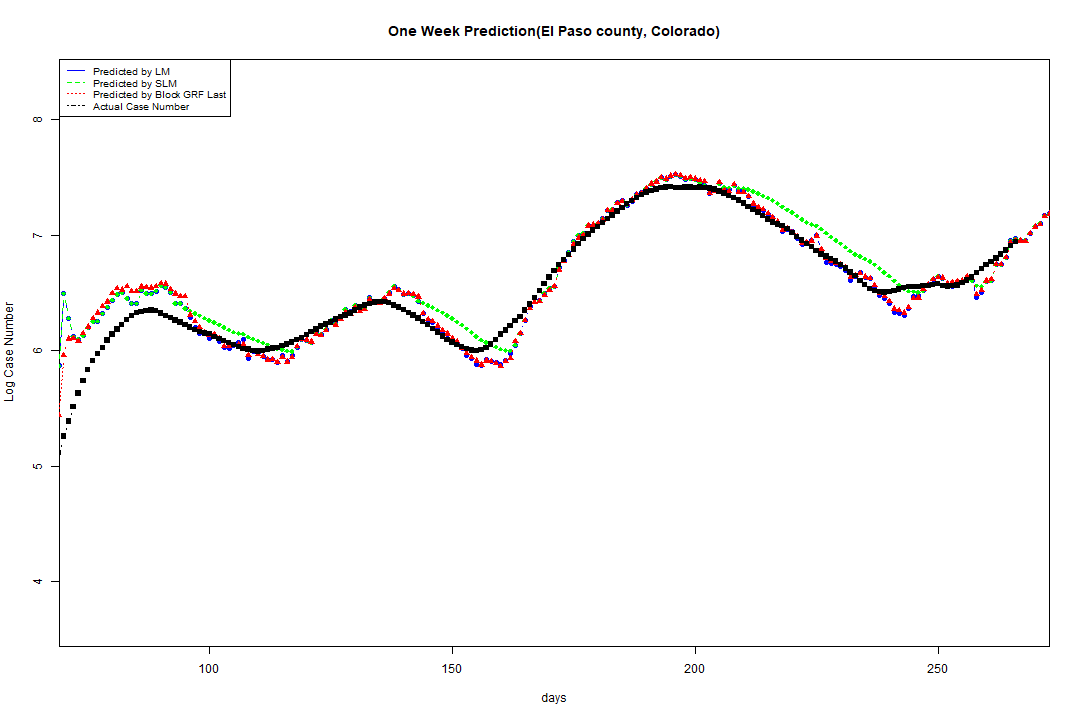 One Week Prediction(El Paso county, Colorado)
Predicted by LM
Predicted by SLM
Predicted by Block GRF Last
Actual Case Number
8
7
6
5
4
Log Case Number
100 150 200 250
days